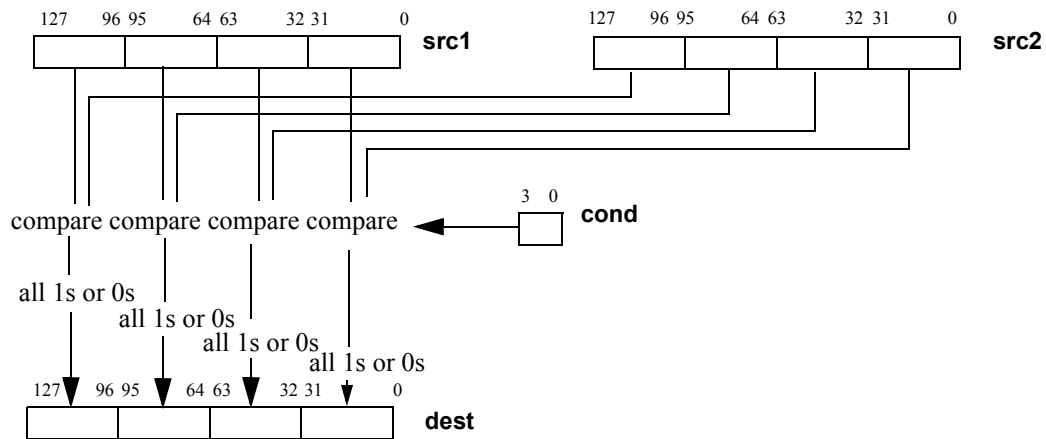 127 96 95 64 63 32 31 0 src1 127 96 95 64 63 32 31 0 src2
3 0 cond
compare compare compare compare
all 1s or 0s
all 1s or 0s
all 1s or 0s
all 1s or 0s
127 96 95 64 63 32 31 0
dest